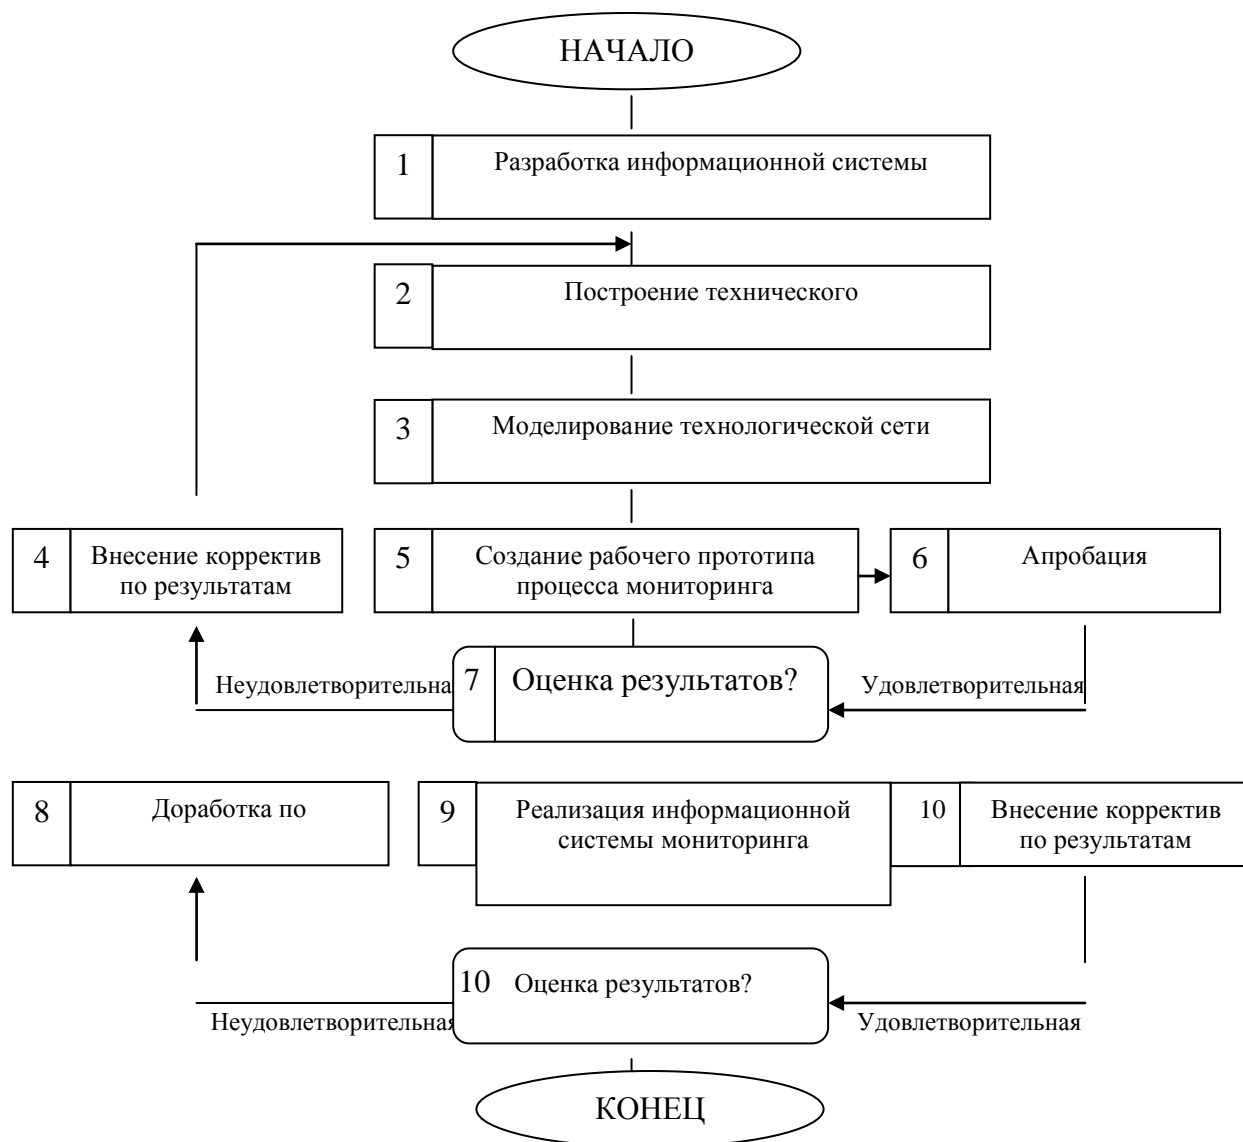 НАЧАЛО
1
Разработка информационной системы
2
Построение технического
3
Моделирование технологической сети
4
Внесение корректив
по результатам
5
Создание рабочего прототипа
процесса мониторинга
6
Апробация
Неудовлетворительна
7
Оценка результатов?
Удовлетворительная
8
Доработка по
9
Реализация информационной
системы мониторинга
10
Внесение корректив
по результатам
10
Оценка результатов?
Неудовлетворительная
Удовлетворительная
КОНЕЦ